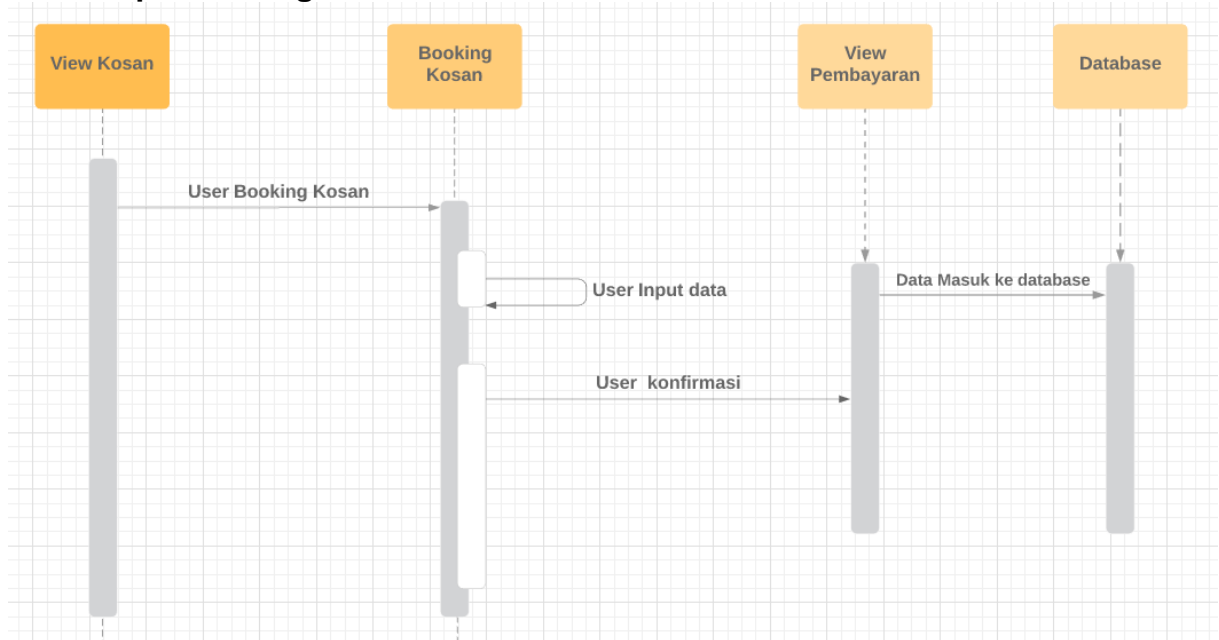 View Kosan
Booking
Kosan
View
Pembayaran
Database
User Booking Kosan
Data Masuk ke database
User Input data
User konfirmasi